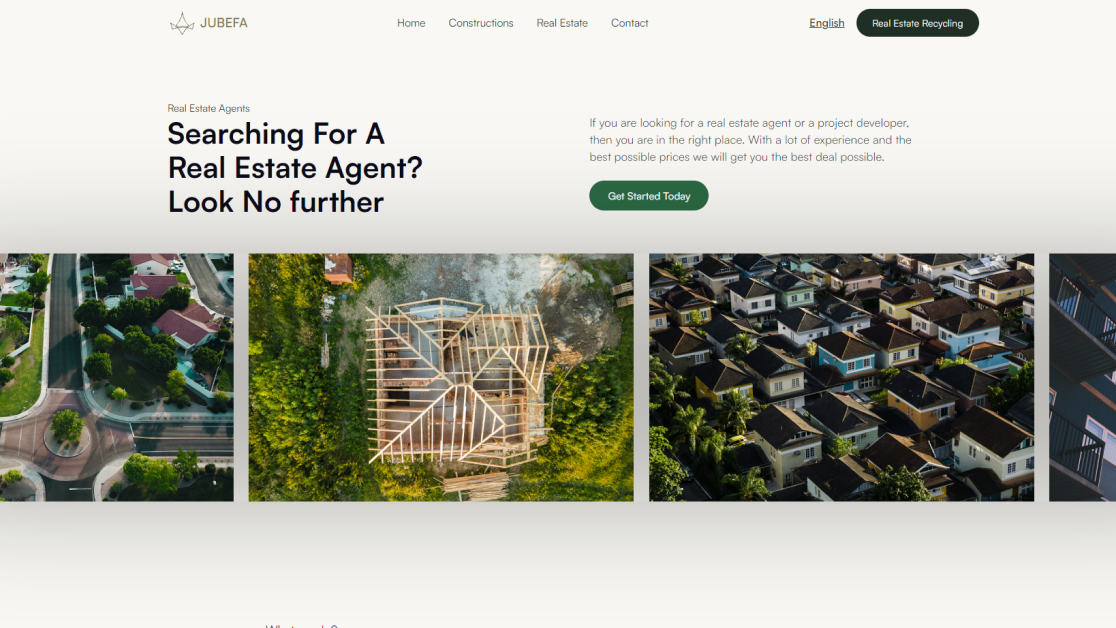 JUBEFA
Home
Constructions
Real Estate
Contact
English
Real Estate Recycling
Real Estate Agents
Searching For A
Real Estate Agent?
Look No further
If you are looking for a real estate agent or a project developer,
then you are in the right place. With a lot of experience and the
best possible prices we will get you the best deal possible.
Get Started Today